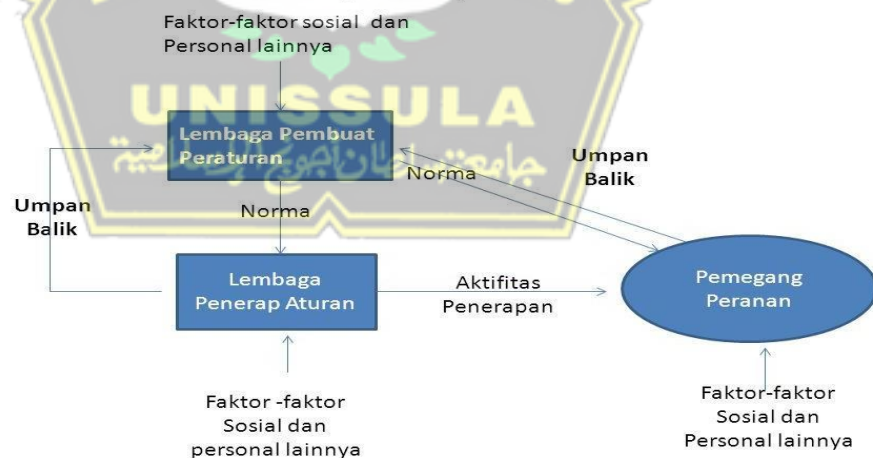 Faktor-faktor sosial dan
Personal lainnya
UNISSULA
Lembaga Pembuat
Peraturan
Umpan
Balik
Norma
Umpan
Balik
Norma
Lembaga
Penerap Aturan
Aktifitas
Penerapan
Pemegang
Peranan
Faktor -faktor
Sosial dan
personal lainnya
Faktor-faktor
Sosial dan
Personal lainnya